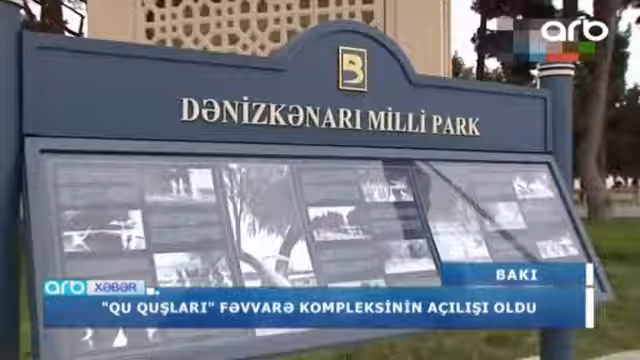 arb
B
DƏNİZKƏNARI MİLLİ PARK
BAKI
arb XƏBƏR
"QU QUŞLARI" FƏVVARƏ KOMPLEKSİNİN AÇILIŞI OLDU